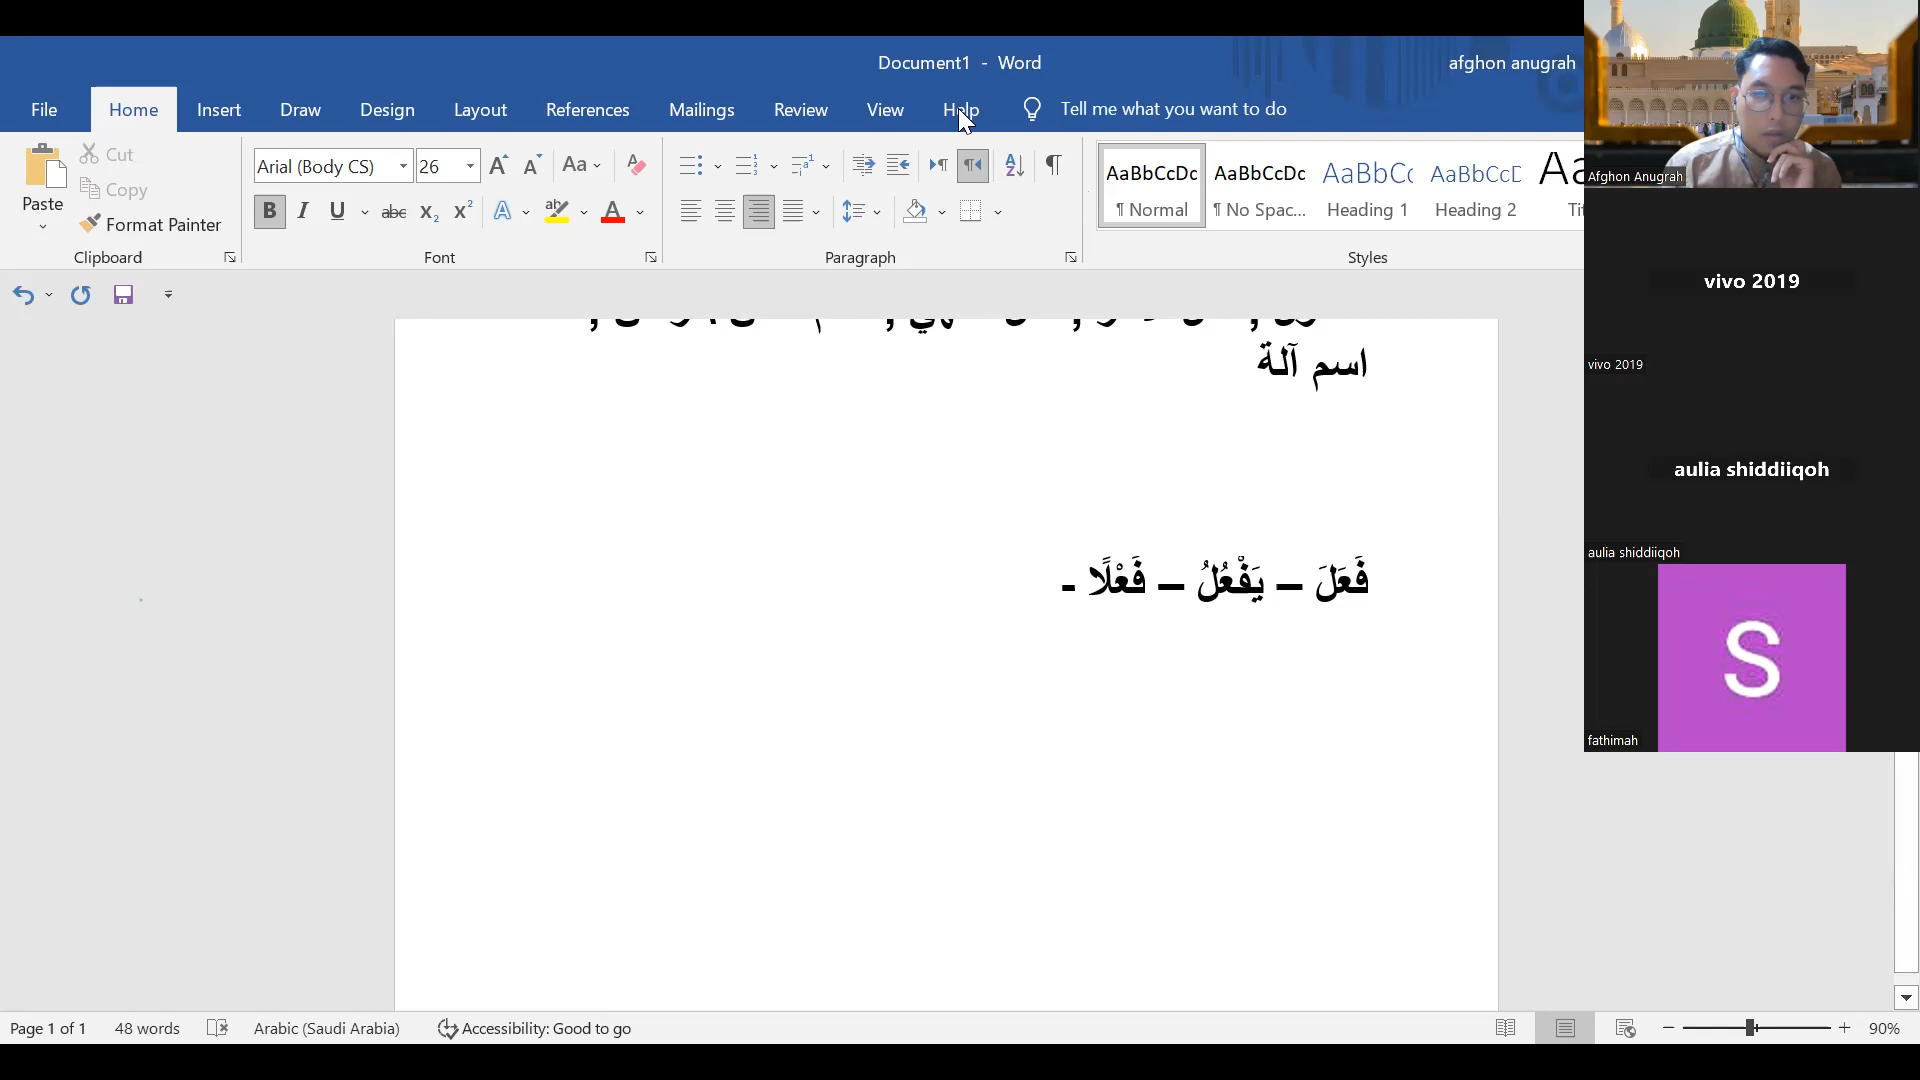 Document1 - Word
afghon anugrah
File Home Insert Draw Design Layout References Mailings Review View Help Tell me what you want to do
Paste
Cut
Copy
Format Painter
Clipboard
Arial (Body CS) 26
Font
Paragraph
AaBbCcDc AaBbCcDc AaBbCc AaBbCcD
¶ Normal ¶ No Spac... Heading 1 Heading 2
Styles
Afghon Anugrah
vivo 2019
vivo 2019
aulia shiddiiqoh
aulia shiddiiqoh
S
fathimah
اسم آلة
فَعَلَ – يَفْعُلُ – فَعْلًا -
Page 1 of 1 48 words Arabic (Saudi Arabia) Accessibility: Good to go 90%